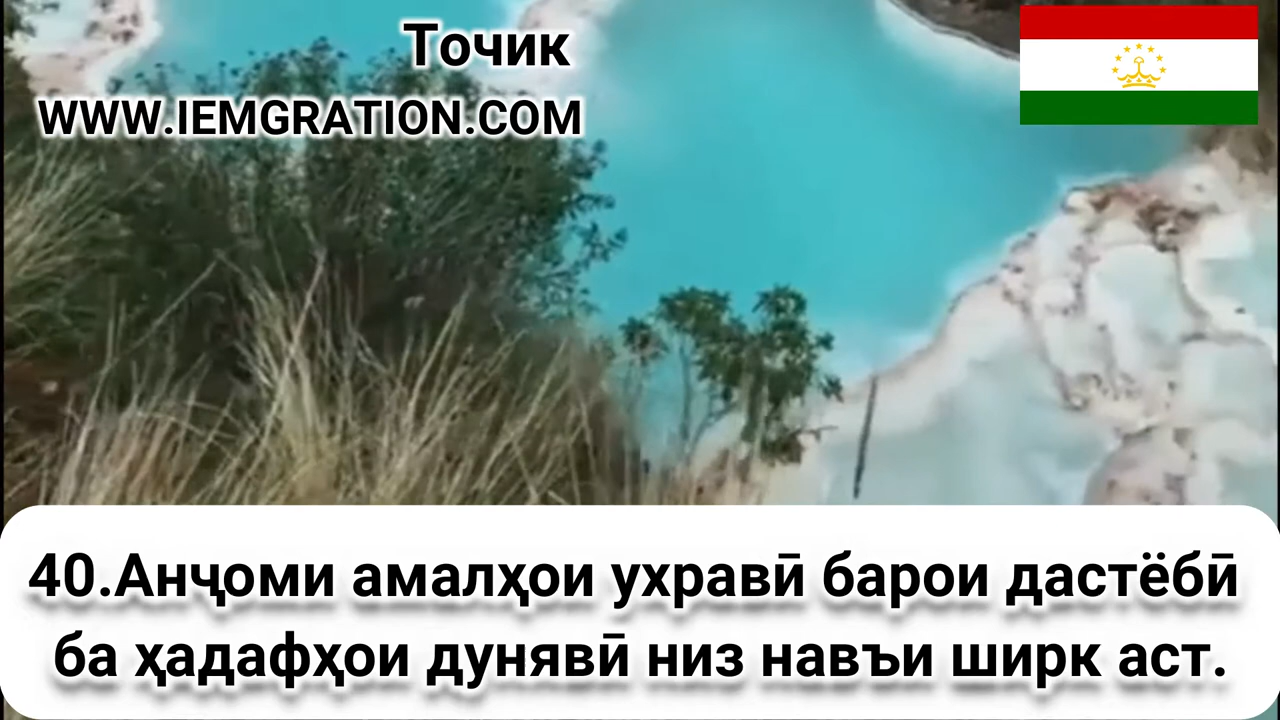 Точик
WWW.IEMGRATION.COM
40.Анҷоми амалҳои ухравӣ барои дастёбӣ
ба ҳадафҳои дунявӣ низ навъи ширк аст.